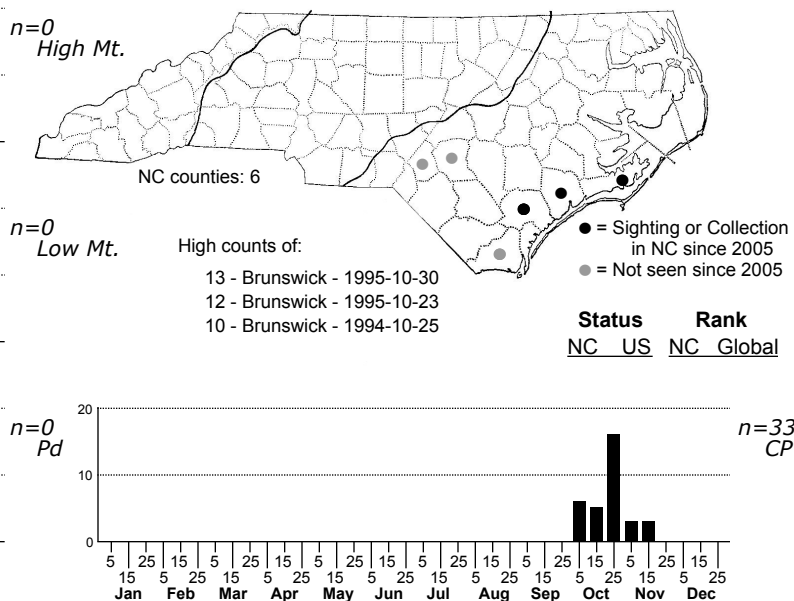 n=0
High Mt.
NC counties: 6
n=0
Low Mt.
High counts of:
13 - Brunswick - 1995-10-30
12 - Brunswick - 1995-10-23
10 - Brunswick - 1994-10-25
= Sighting or Collection
in NC since 2005
= Not seen since 2005
Status Rank
NC US NC Global
n=0
Pd
n=33
CP
20
10
0
5 25 15 5 25 15 5 25 15 5 25 15 5 25 15 5 25 15
15 5 25 15 5 25 15 5 25 15 5 25 15 5 25 15 5 25
Jan Feb Mar Apr May Jun Jul Aug Sep Oct Nov Dec